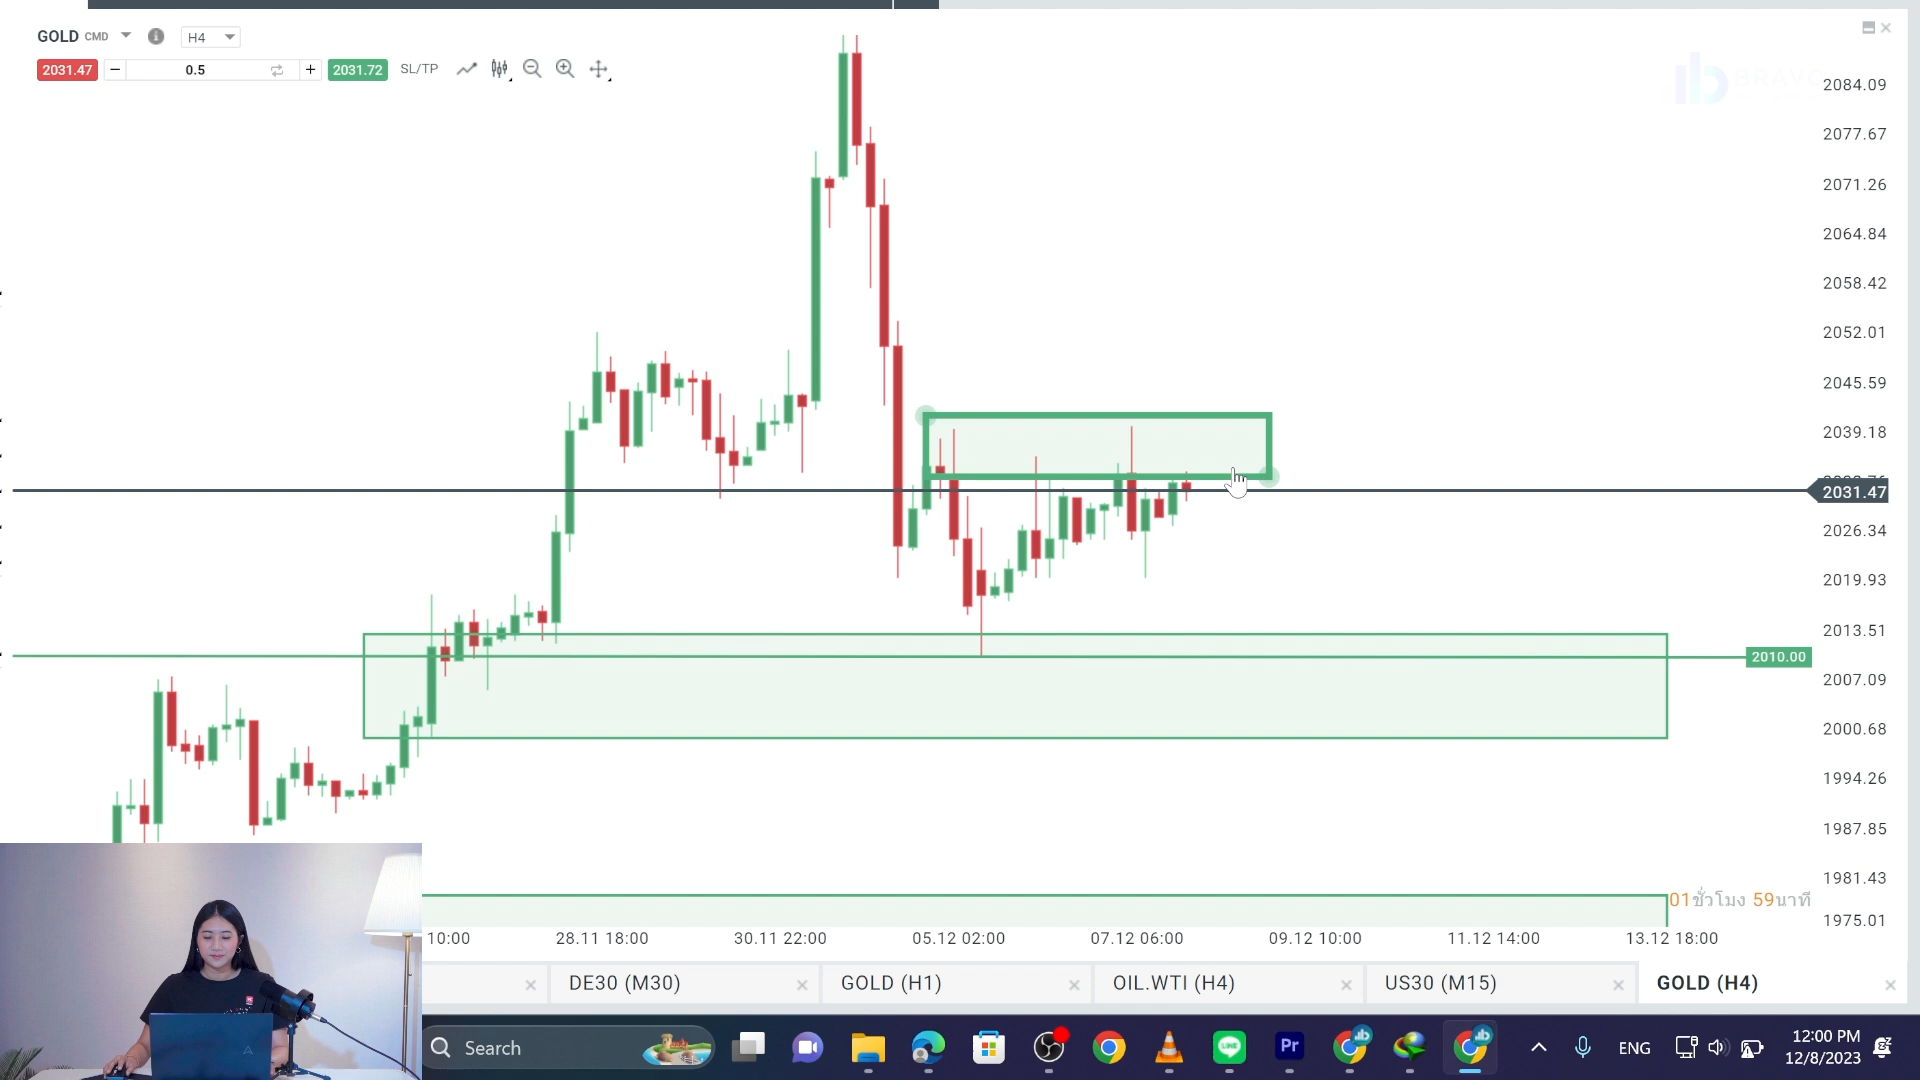 GOLD CMD H4
2031.47 − 0.5 + 2031.72 SL/TP
BRAVO
2084.09
2077.67
2071.26
2064.84
2058.42
2052.01
2045.59
2039.18
2031.47
2026.34
2019.93
2013.51
2010.00
2007.09
2000.68
1994.26
1987.85
1981.43
01ชั่วโมง 59นาที
1975.01
10:00 28.11 18:00 30.11 22:00 05.12 02:00 07.12 06:00 09.12 10:00 11.12 14:00 13.12 18:00
DE30 (M30) GOLD (H1) OIL.WTI (H4) US30 (M15) GOLD (H4)
Search LINE Pr ENG 12:00 PM
12/8/2023